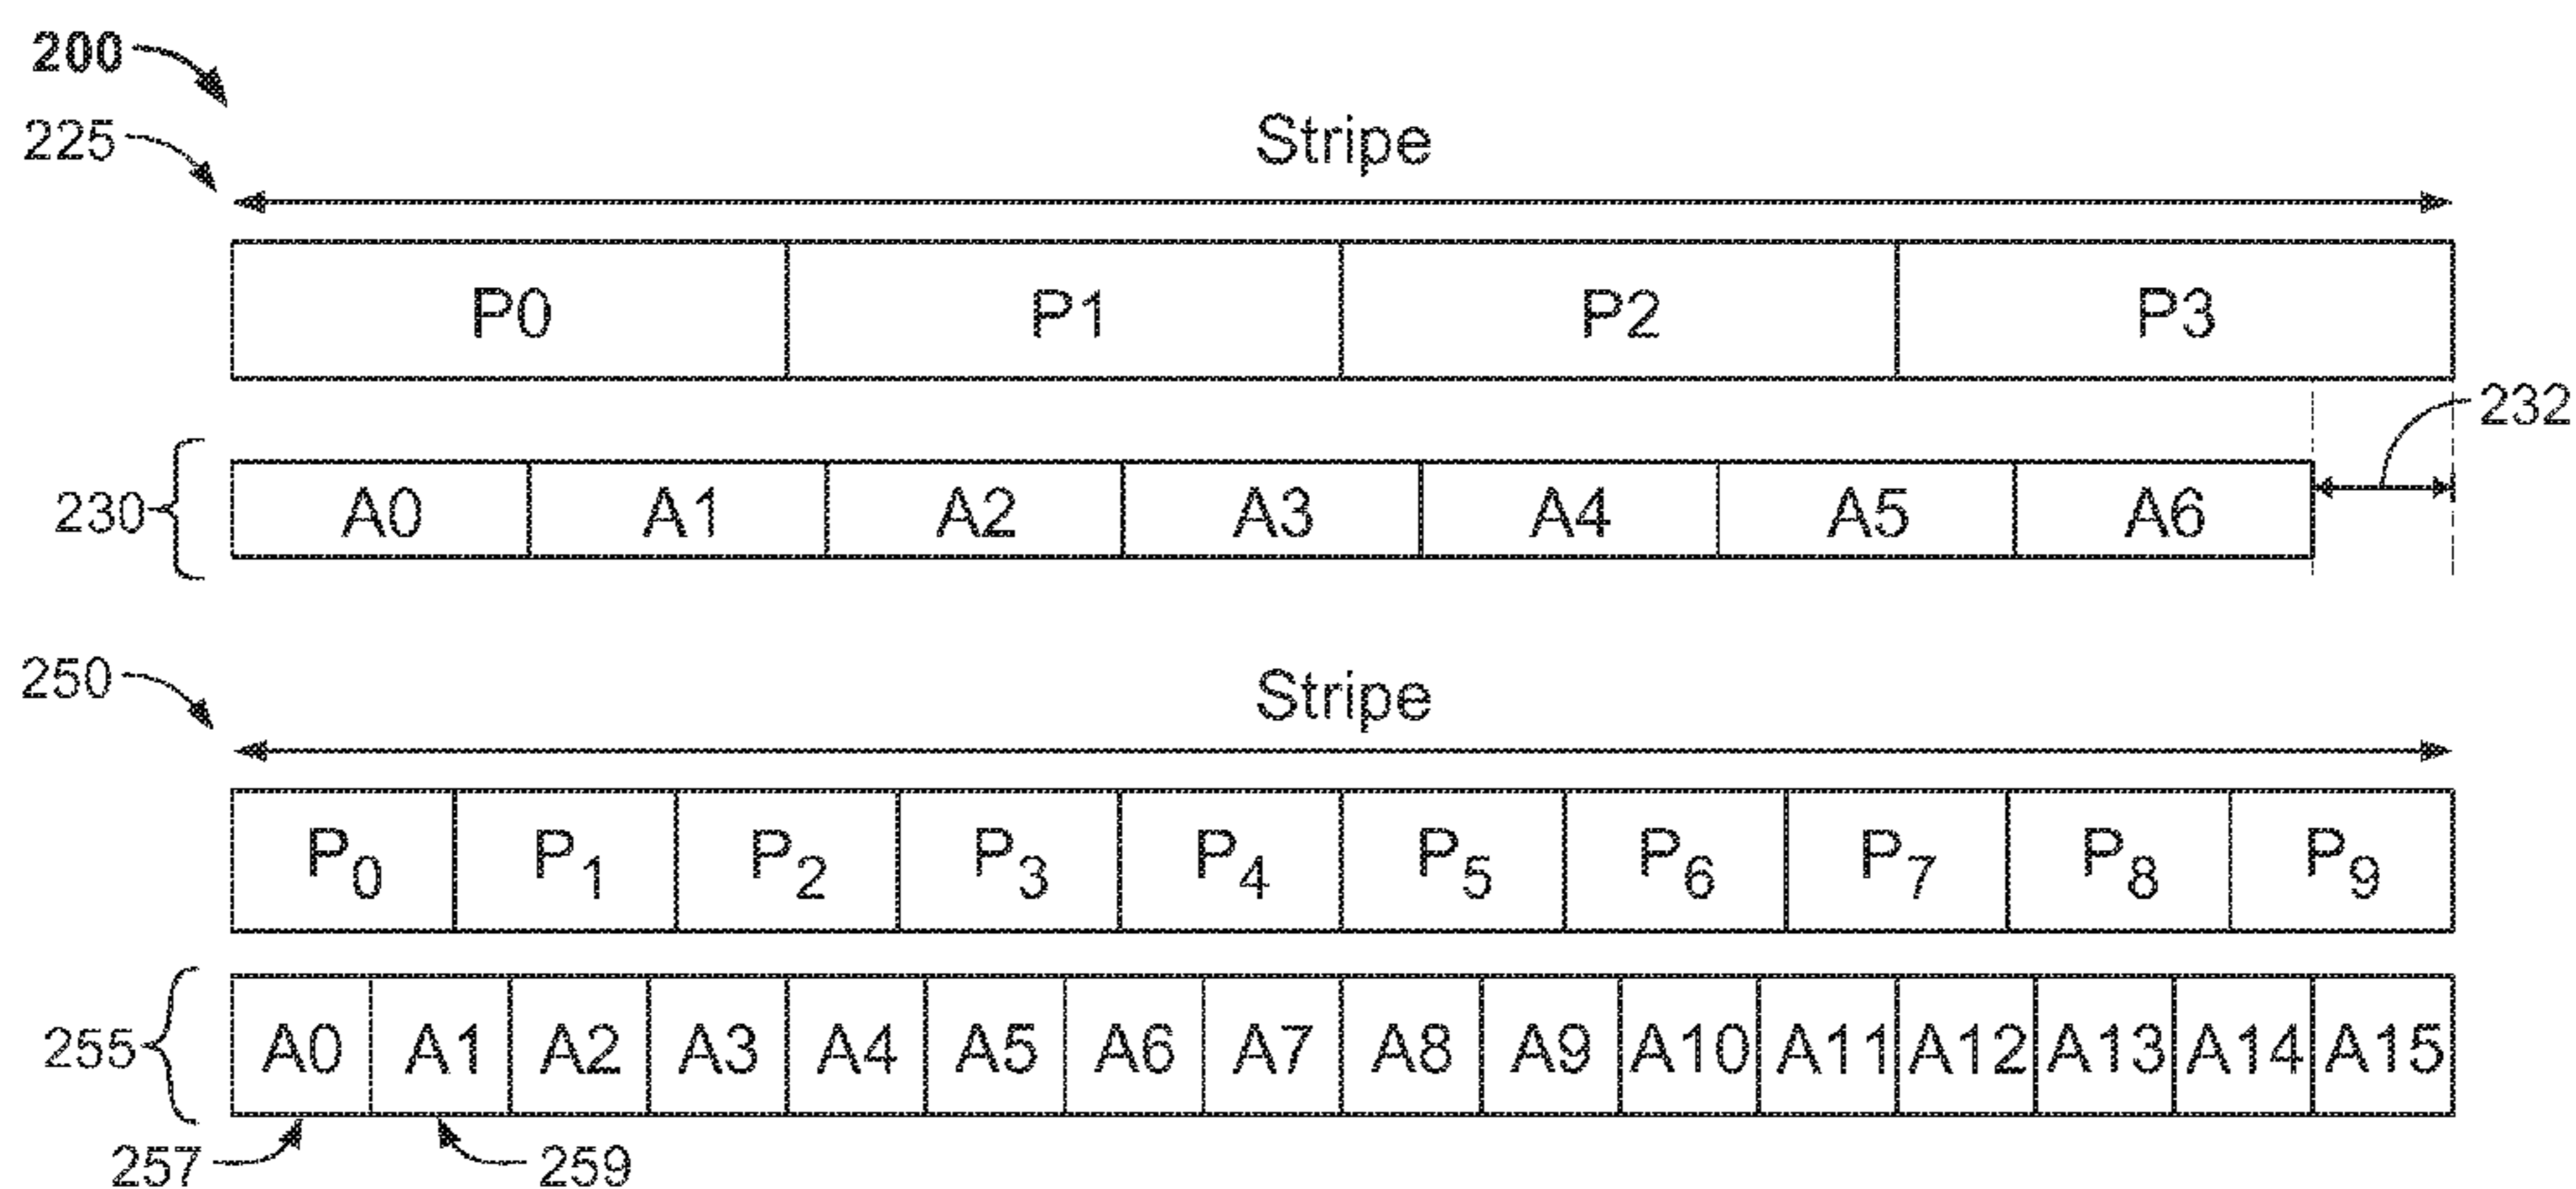 200
225
Stripe
P0 P1 P2 P3
232
230 A0 A1 A2 A3 A4 A5 A6
250
Stripe
P0 P1 P2 P3 P4 P5 P6 P7 P8 P9
255 A0 A1 A2 A3 A4 A5 A6 A7 A8 A9 A10 A11 A12 A13 A14 A15
257 259